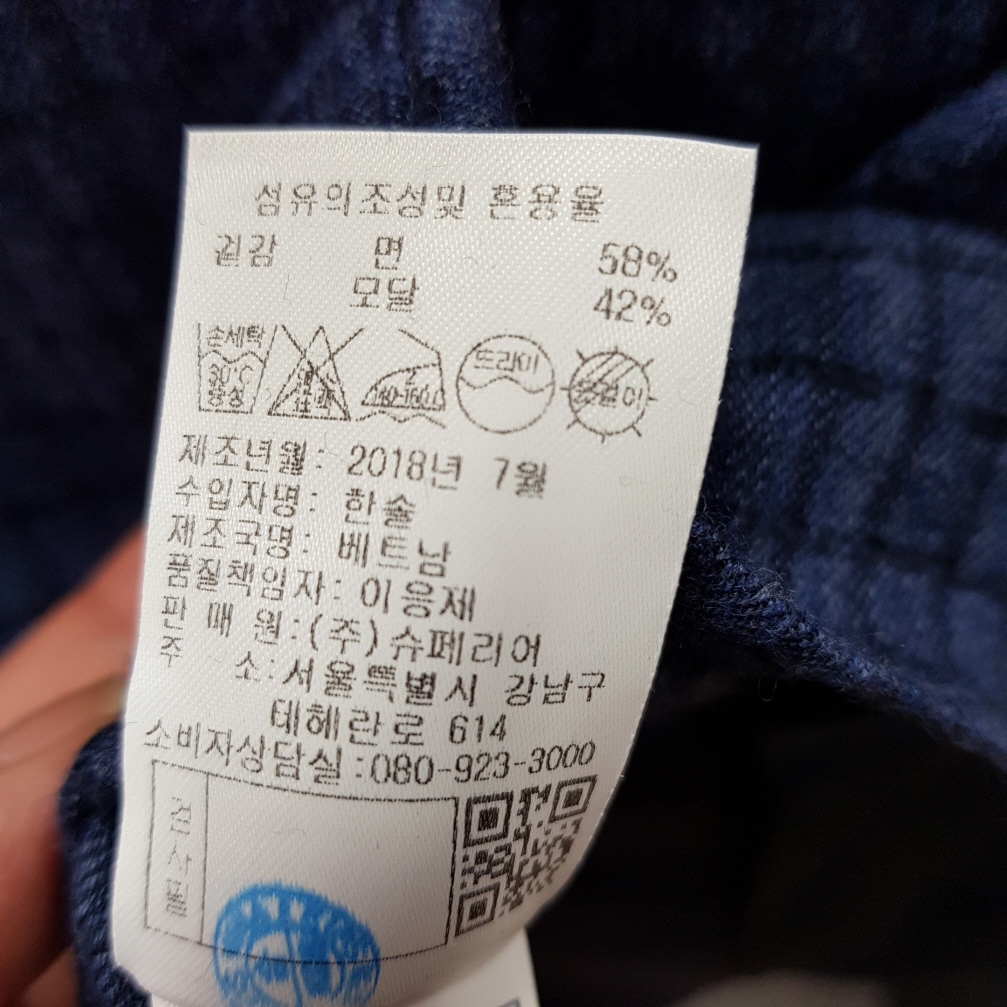 섬유의조성및 혼용율
겉감 면 58%
모달 42%
손세탁 30℃ 중성
드라이
제조년월: 2018년 7월
수입자명: 한솔
제조국명: 베트남
품질책임자: 이응제
판 매 원:(주)슈페리어
주 소:서울특별시 강남구
테헤란로 614
소비자상담실:080-923-3000
검사필